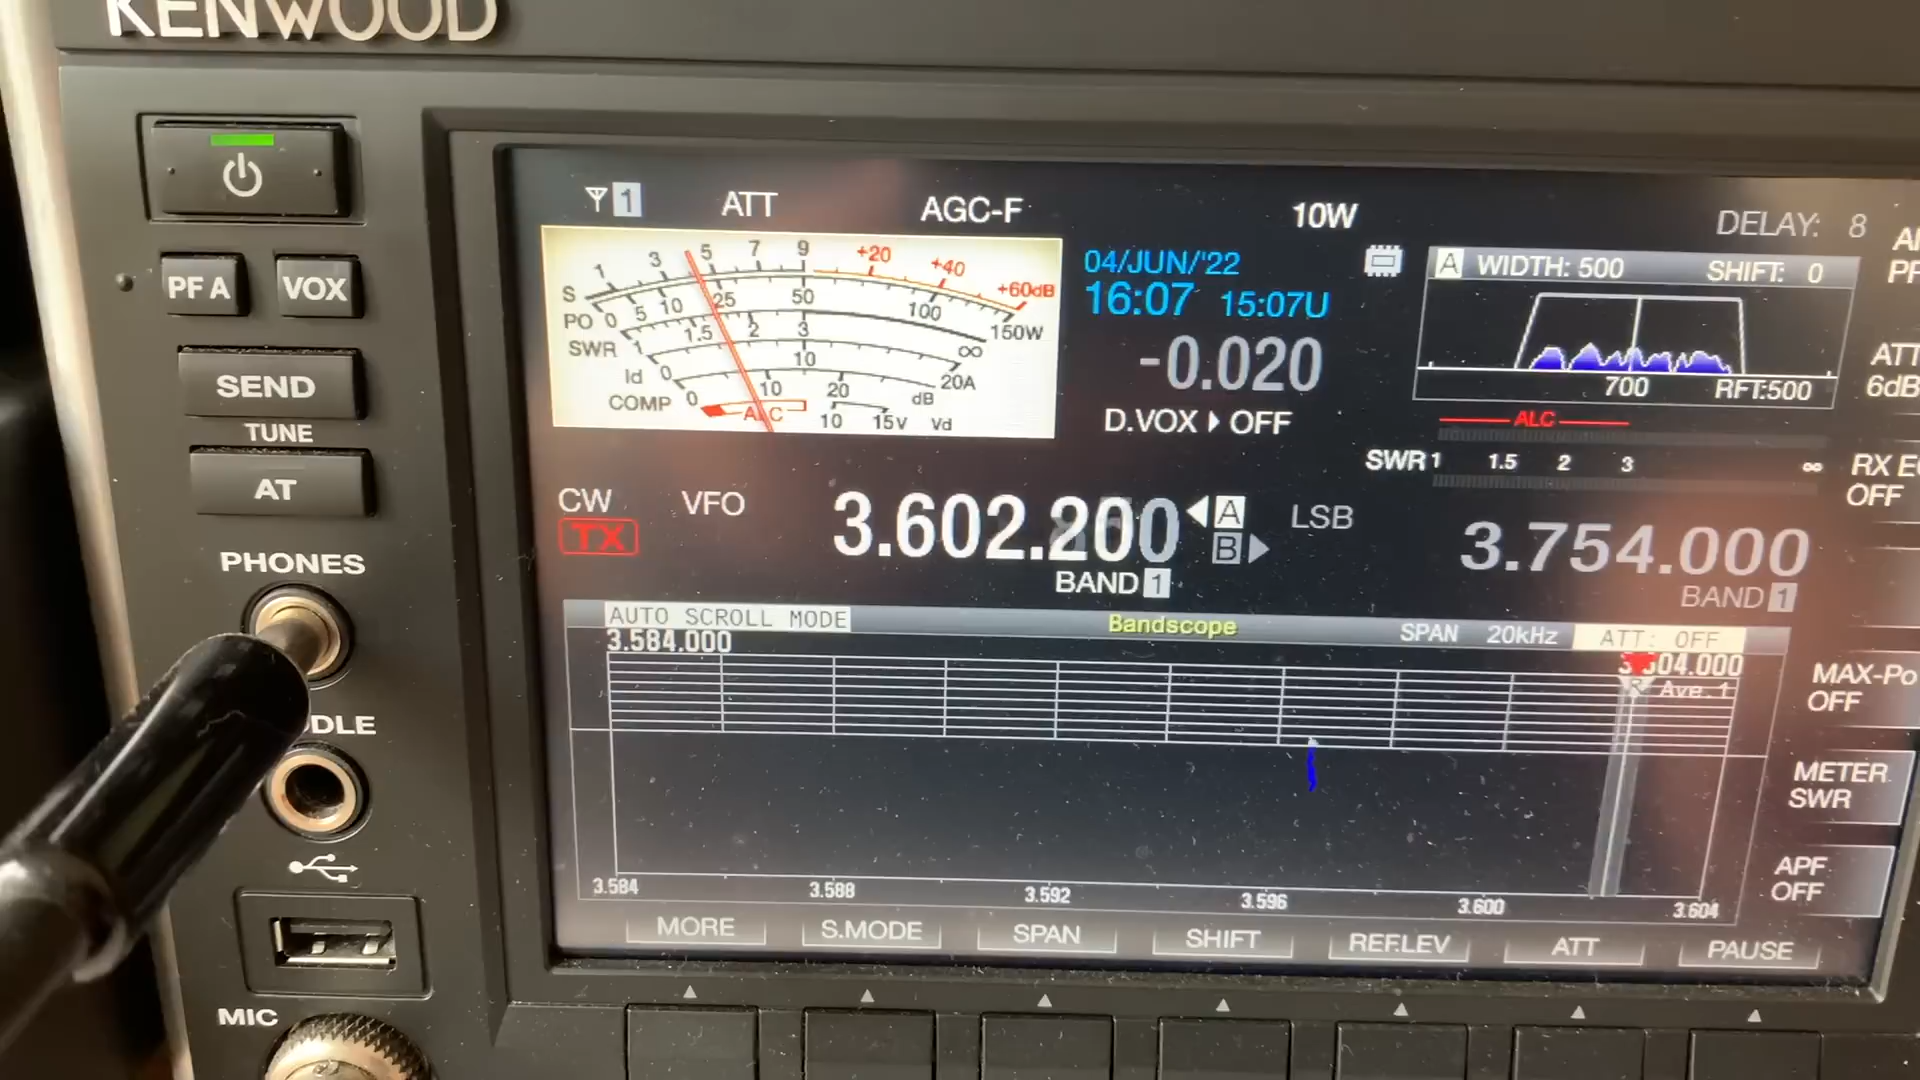 KENWOOD
1 ATT AGC-F 10W DELAY: 8
S 1 3 5 7 9 +20 +40 +60dB
PO 0 5 10 25 50 100 150W
SWR 1 1.5 2 3 ∞
Id 0 10 20A
COMP 0 10 20 dB
ALC 10 15V Vd
04/JUN/'22
16:07 15:07U
-0.020
D.VOX OFF
A WIDTH: 500 SHIFT: 0
700 RFT:500
ATT
6dB
ALC
SWR 1 1.5 2 3 ∞
OFF
PF A VOX
SEND
TUNE
AT
PHONES
DLE
MIC
CW VFO 3.602.200 A LSB 3.754.000
TX B
BAND 1 BAND 1
AUTO SCROLL MODE Bandscope SPAN 20kHz ATT: OFF
3.584.000 04.000
Ave.1
3.584 3.588 3.592 3.596 3.600 3.604
MORE S.MODE SPAN SHIFT REF.LEV ATT PAUSE
MAX-Po
OFF
METER
SWR
APF
OFF